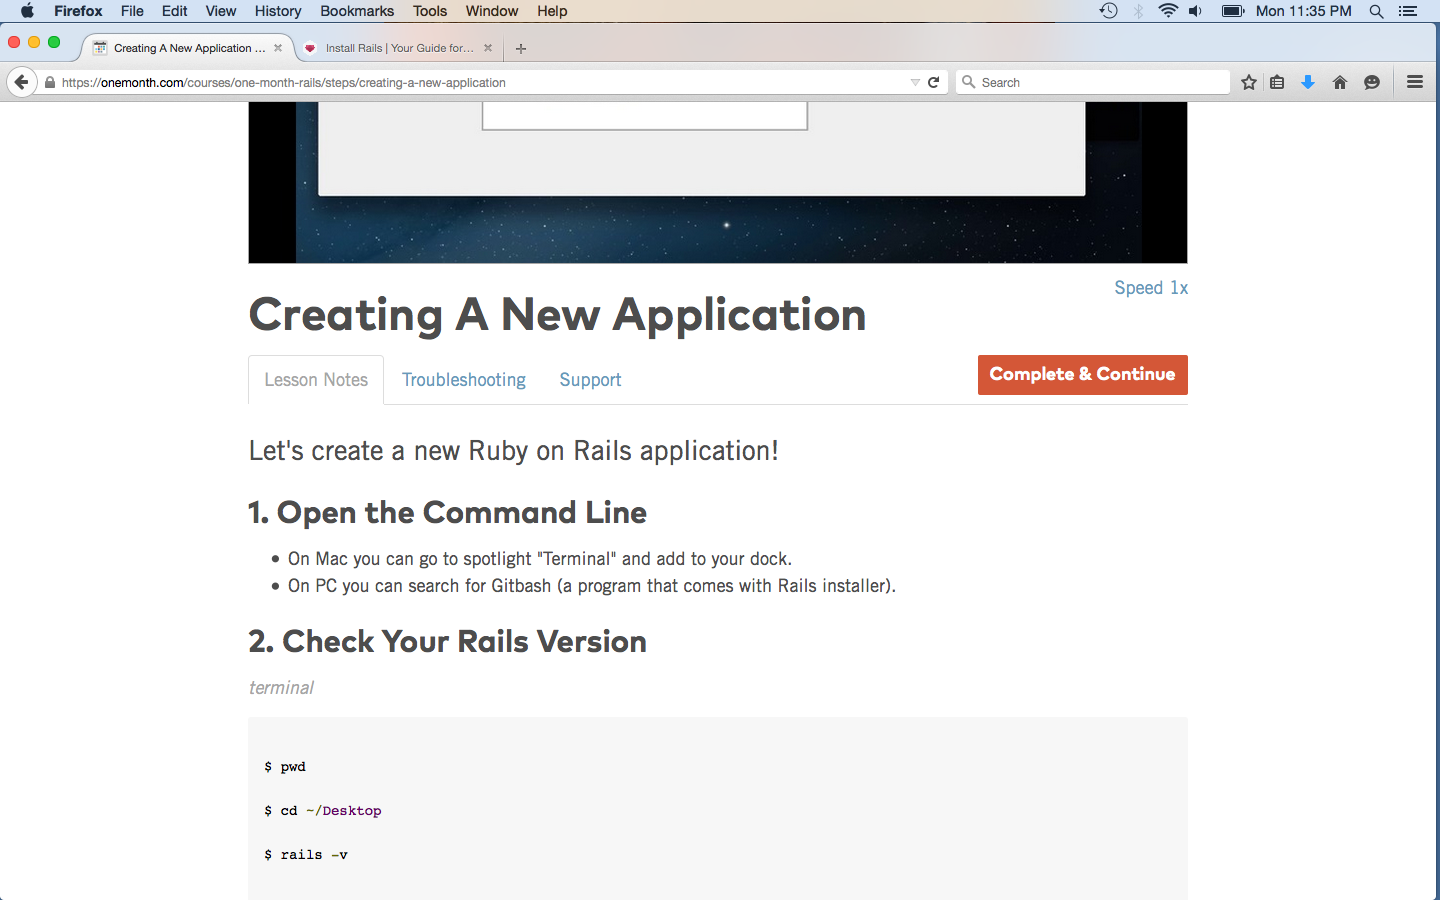 Firefox File Edit View History Bookmarks Tools Window Help Mon 11:35 PM
Creating A New Application ... Install Rails | Your Guide for...
https://onemonth.com/courses/one-month-rails/steps/creating-a-new-application Search
Speed 1x
Creating A New Application
Lesson Notes Troubleshooting Support Complete & Continue
Let's create a new Ruby on Rails application!
1. Open the Command Line
• On Mac you can go to spotlight "Terminal" and add to your dock.
• On PC you can search for Gitbash (a program that comes with Rails installer).
2. Check Your Rails Version
terminal
$ pwd
$ cd ~/Desktop
$ rails -v